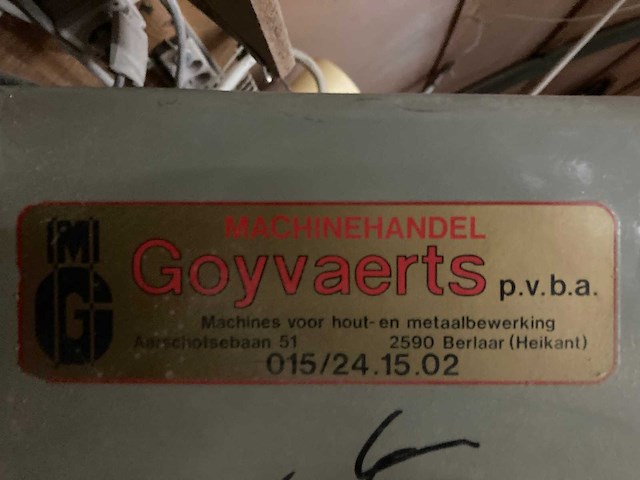 MACHINEHANDEL
MG Goyvaerts p.v.b.a.
Machines voor hout- en metaalbewerking
Aarschotsebaan 51 2590 Berlaar (Heikant)
015/24.15.02